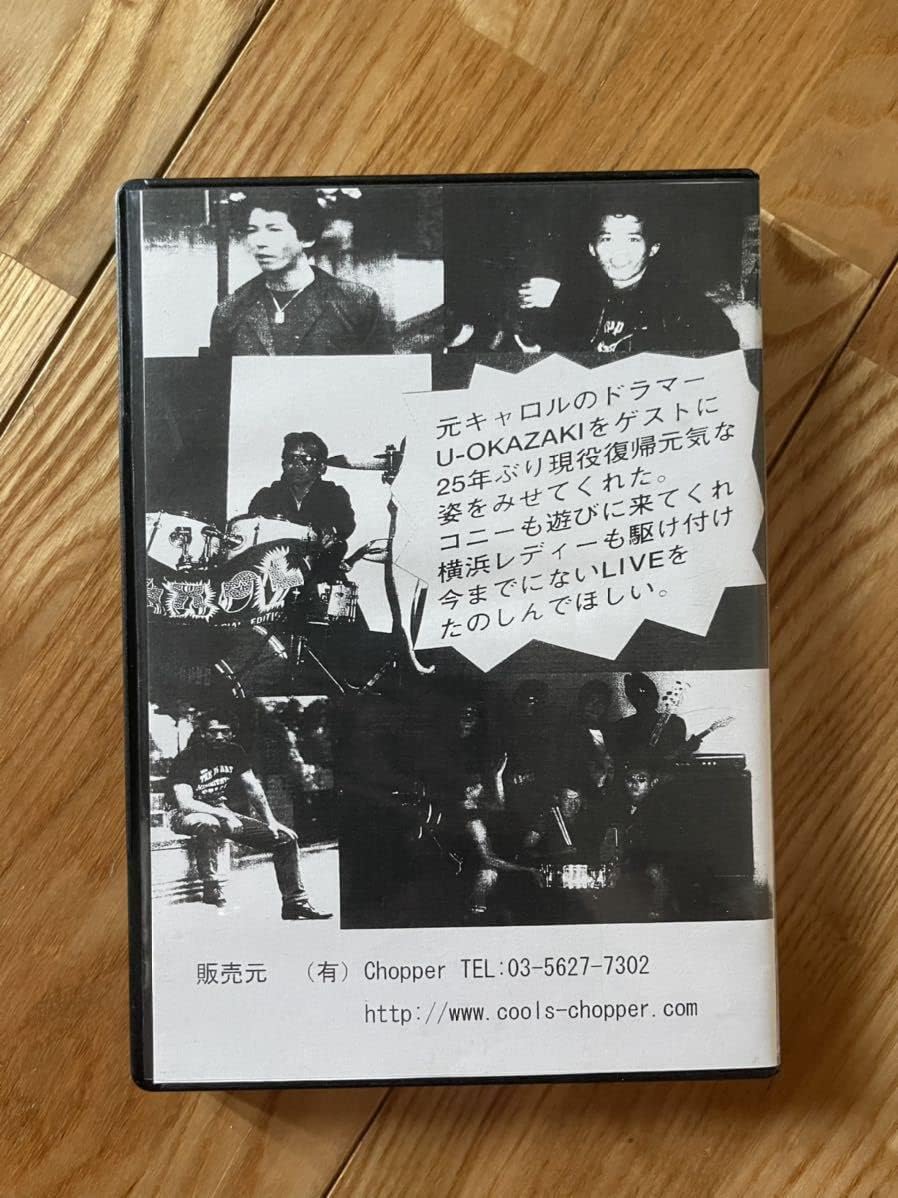 元キャロルのドラマー
U-OKAZAKIをゲストに
25年ぶり現役復帰元気な
姿をみせてくれた。
コニーも遊びに来てくれ
横浜レディーも駆け付け
今までにないLIVEを
たのしんでほしい。
販売元 （有）Chopper TEL:03-5627-7302
http://www.cools-chopper.com